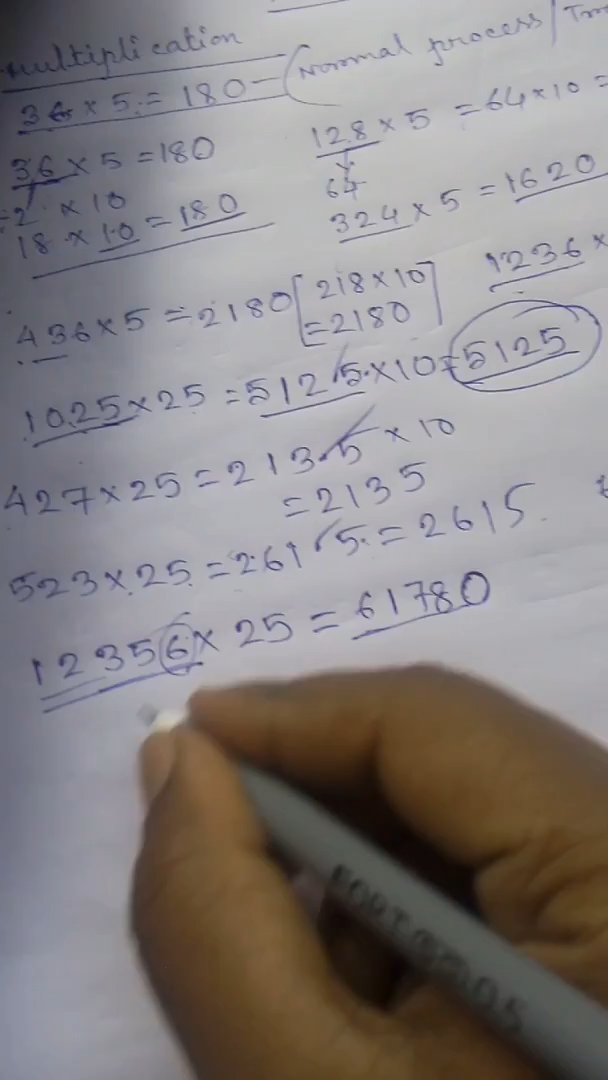 Multiplication
36 × 5 = 180 — (Normal process/
36 × 5 = 180
÷2 × 10
18 × 10 = 180
128 × 5 = 64 × 10 =
64
324 × 5 = 1620
436 × 5 = 2180 [218 × 10
= 2180]
1236 ×
1025 × 25 = 512.5 × 10 = 5125
427 × 25 = 213.5 × 10
= 2135
523 × 25 = 261.5 = 2615.
12356 × 25 = 61780